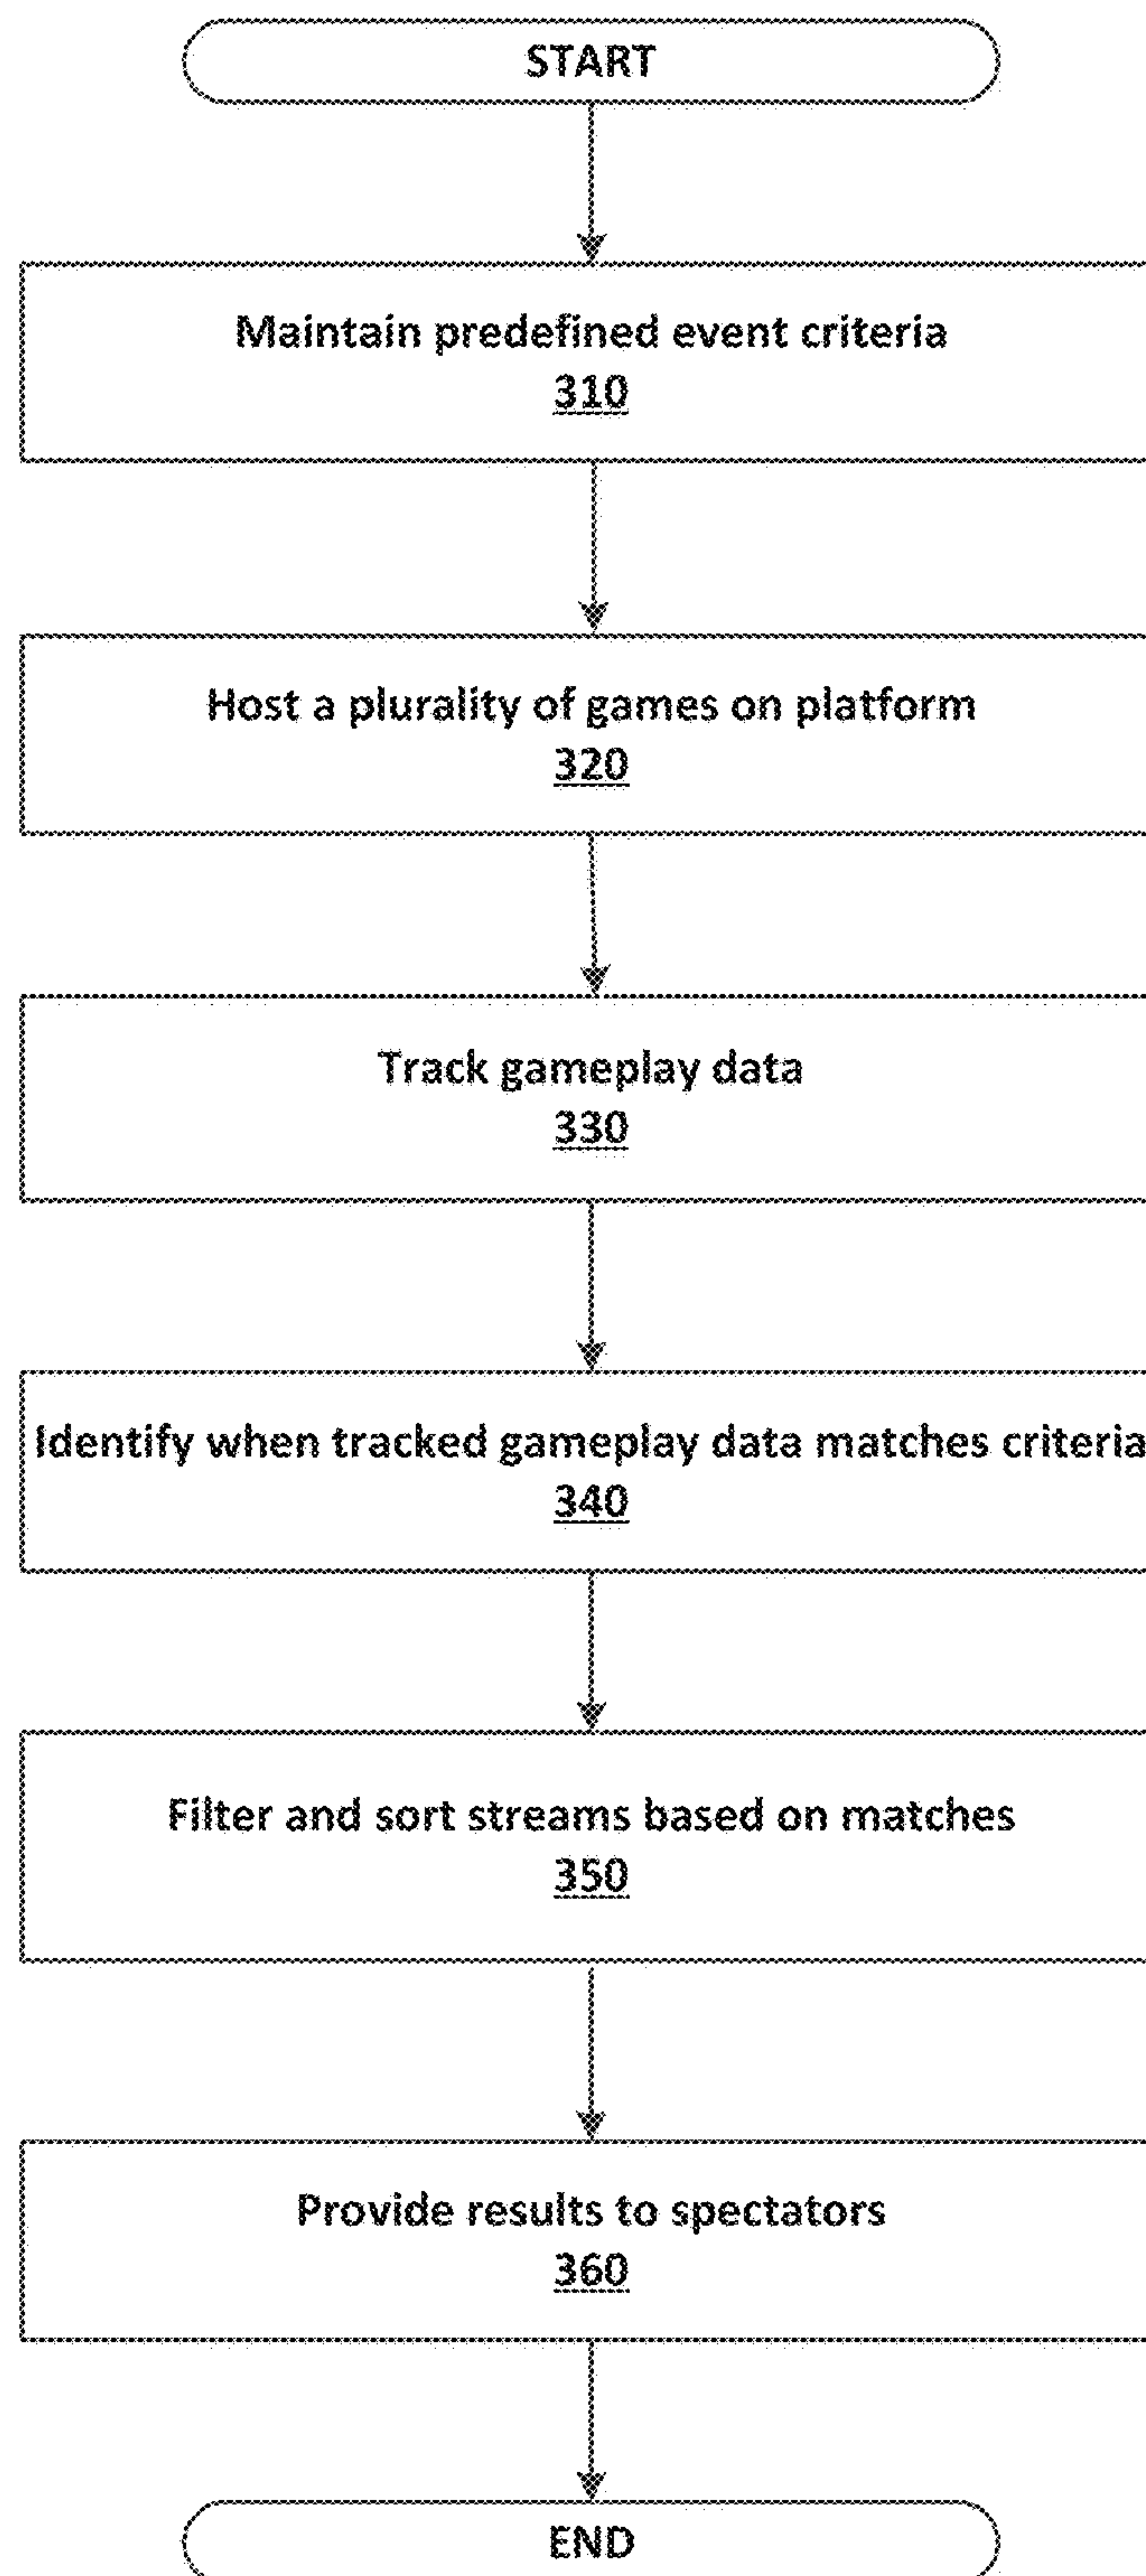 START
Maintain predefined event criteria
310
Host a plurality of games on platform
320
Track gameplay data
330
Identify when tracked gameplay data matches criteria
340
Filter and sort streams based on matches
350
Provide results to spectators
360
END